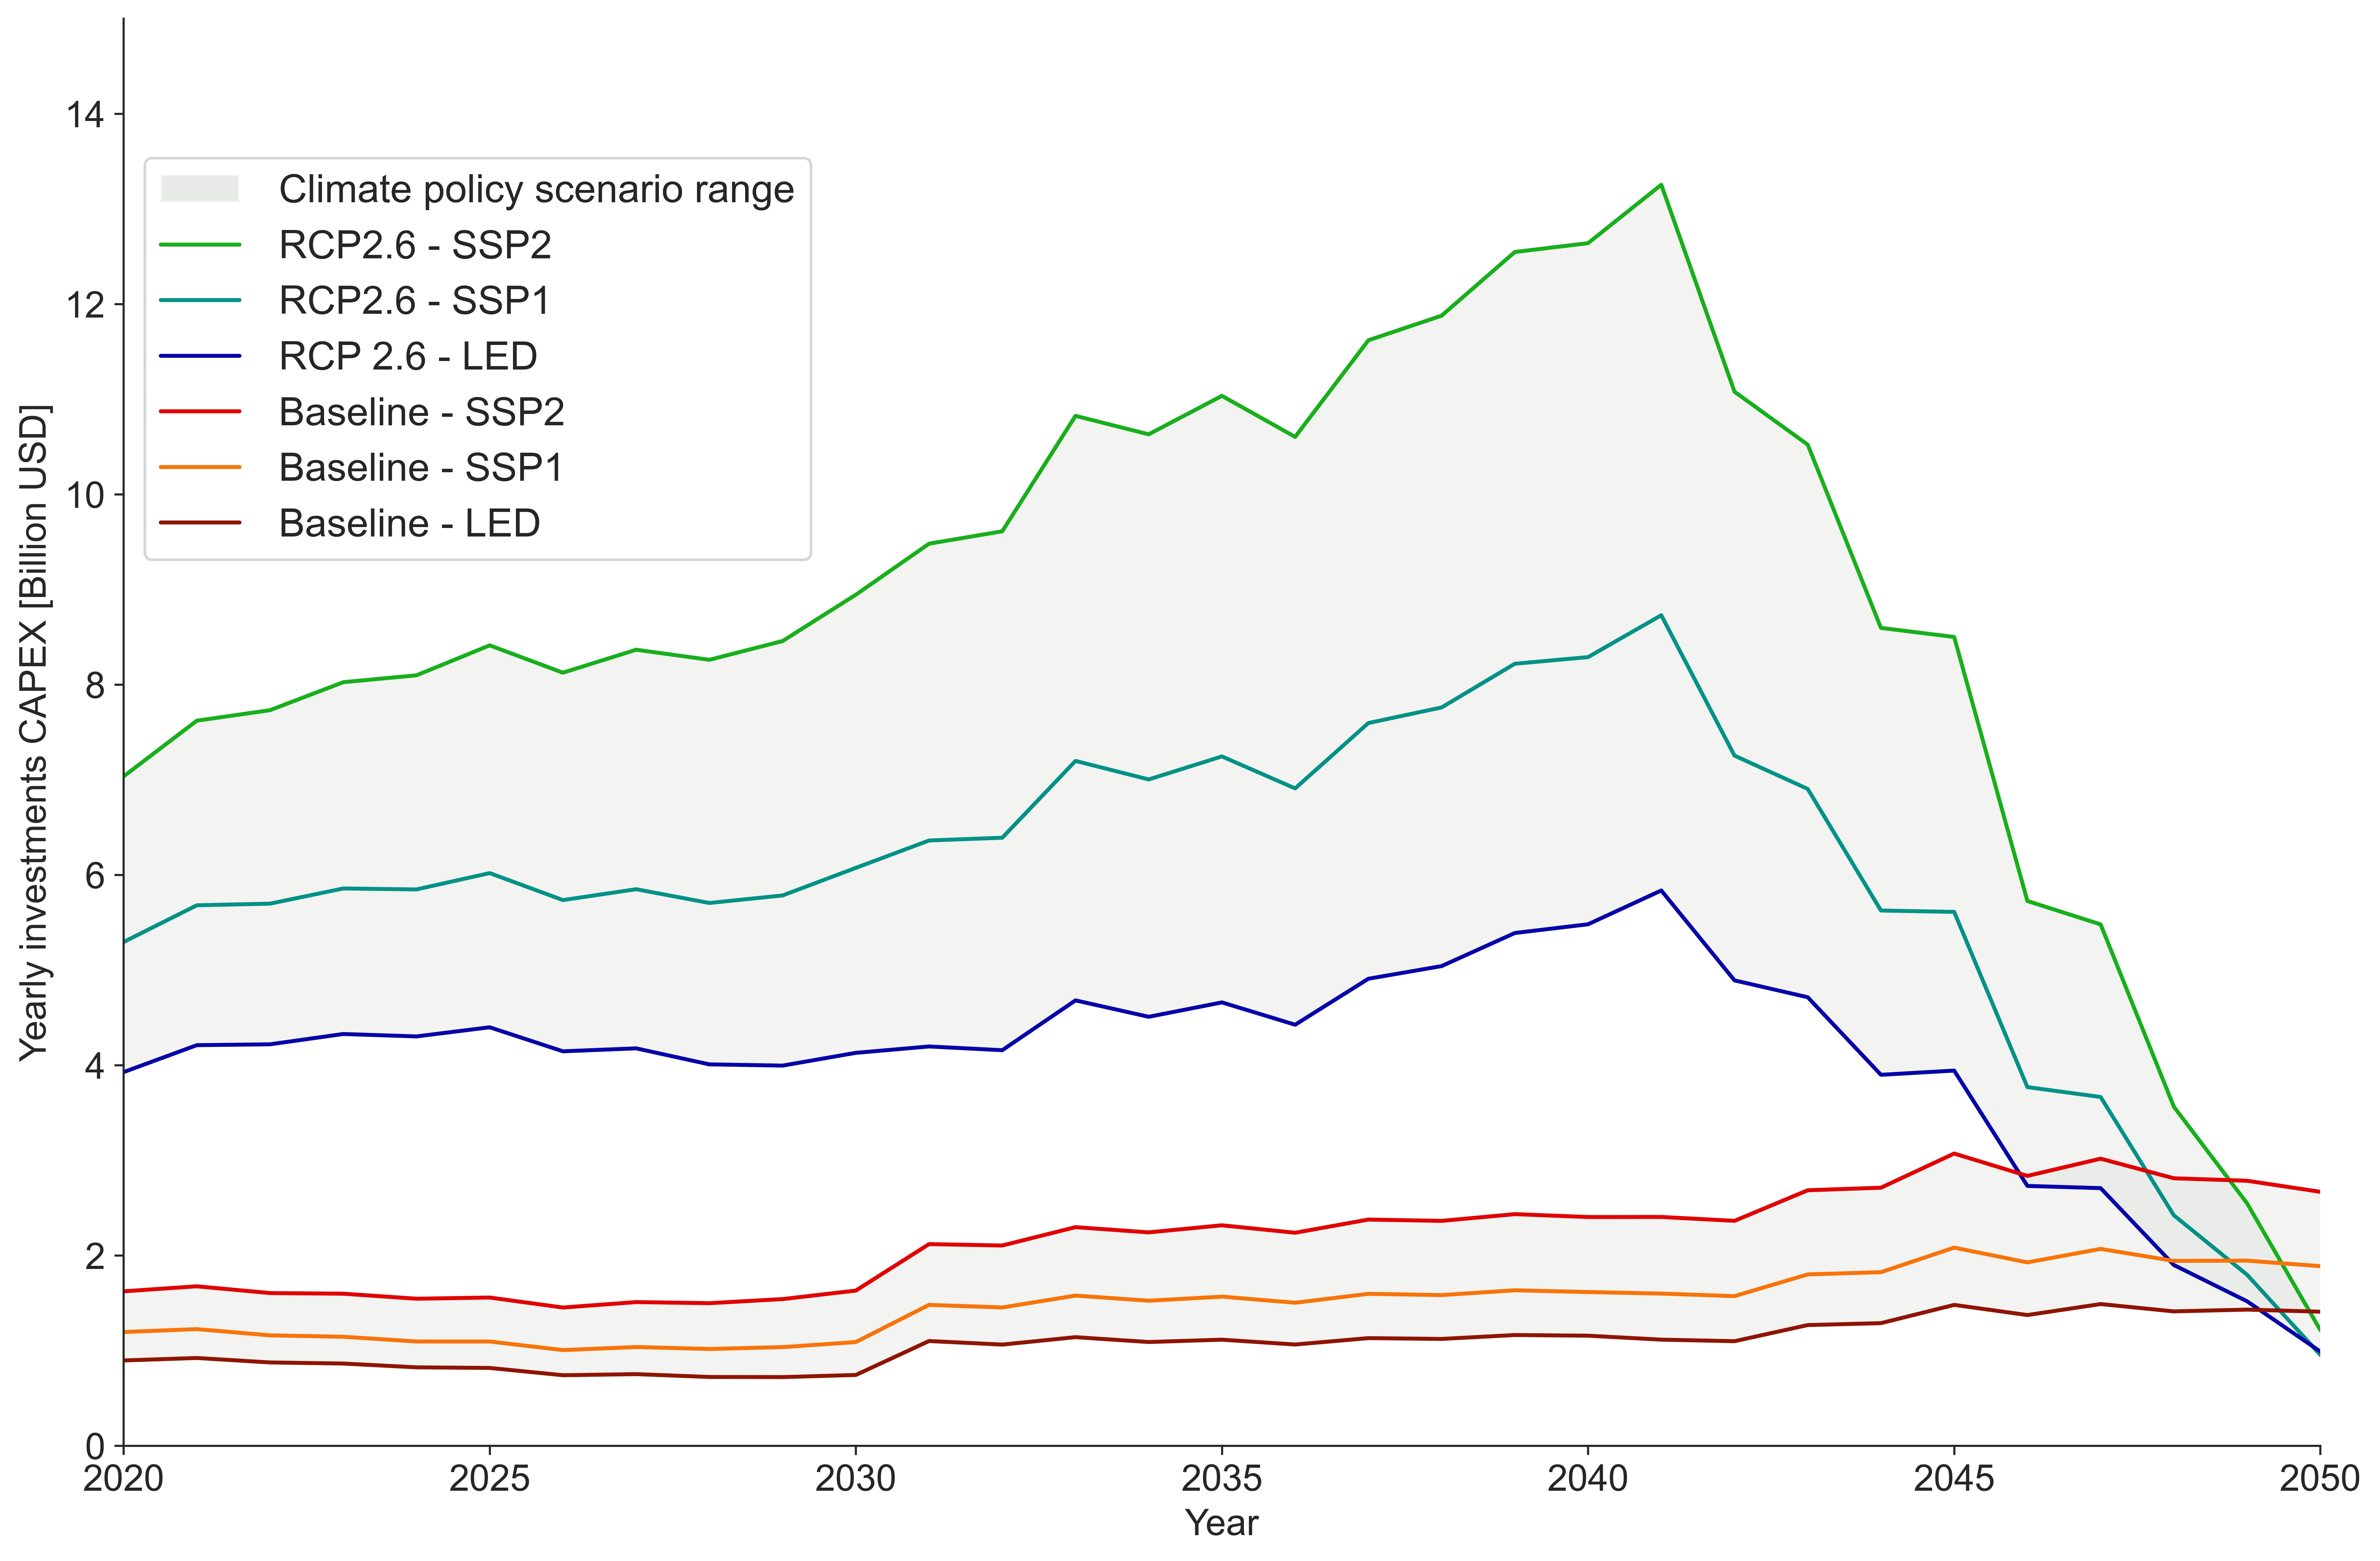 14
12
10
8
6
4
2
0
Yearly investments CAPEX [Billion USD]
Climate policy scenario range
RCP2.6 - SSP2
RCP2.6 - SSP1
RCP 2.6 - LED
Baseline - SSP2
Baseline - SSP1
Baseline - LED
2020 2025 2030 2035 2040 2045 2050
Year